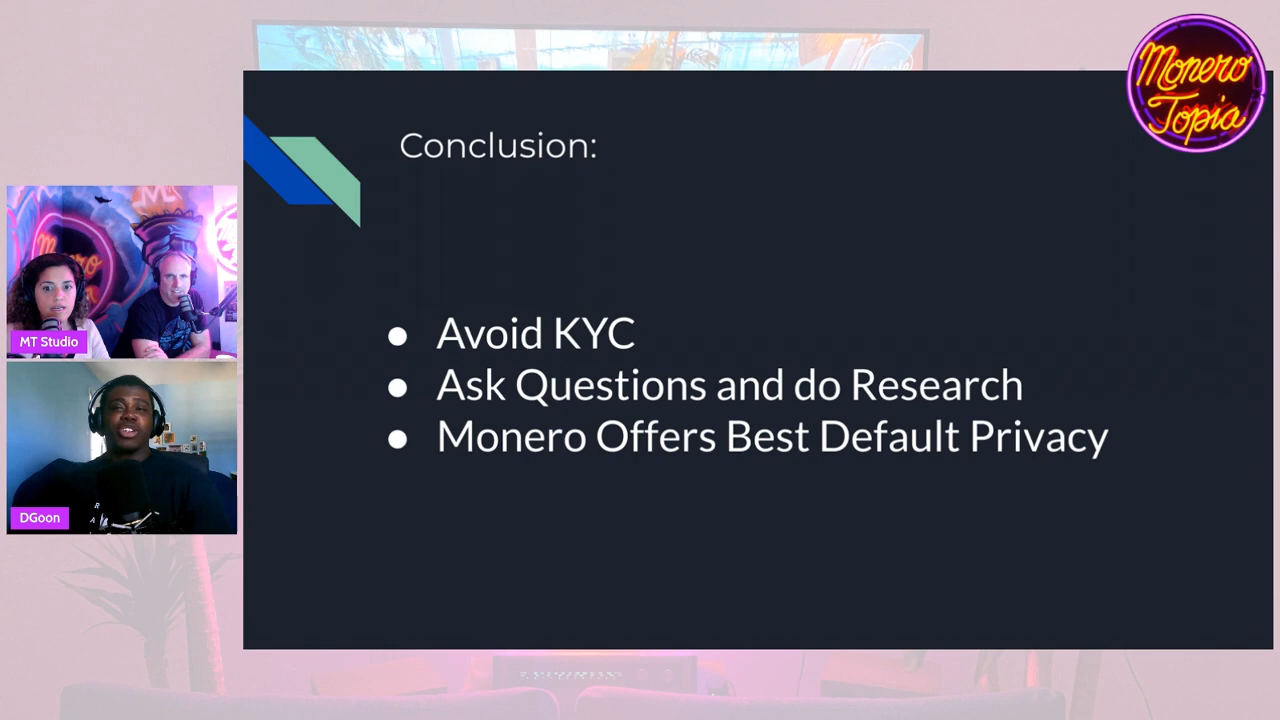 Monero
Topia
Conclusion:
MT Studio
DGoon
● Avoid KYC
● Ask Questions and do Research
● Monero Offers Best Default Privacy